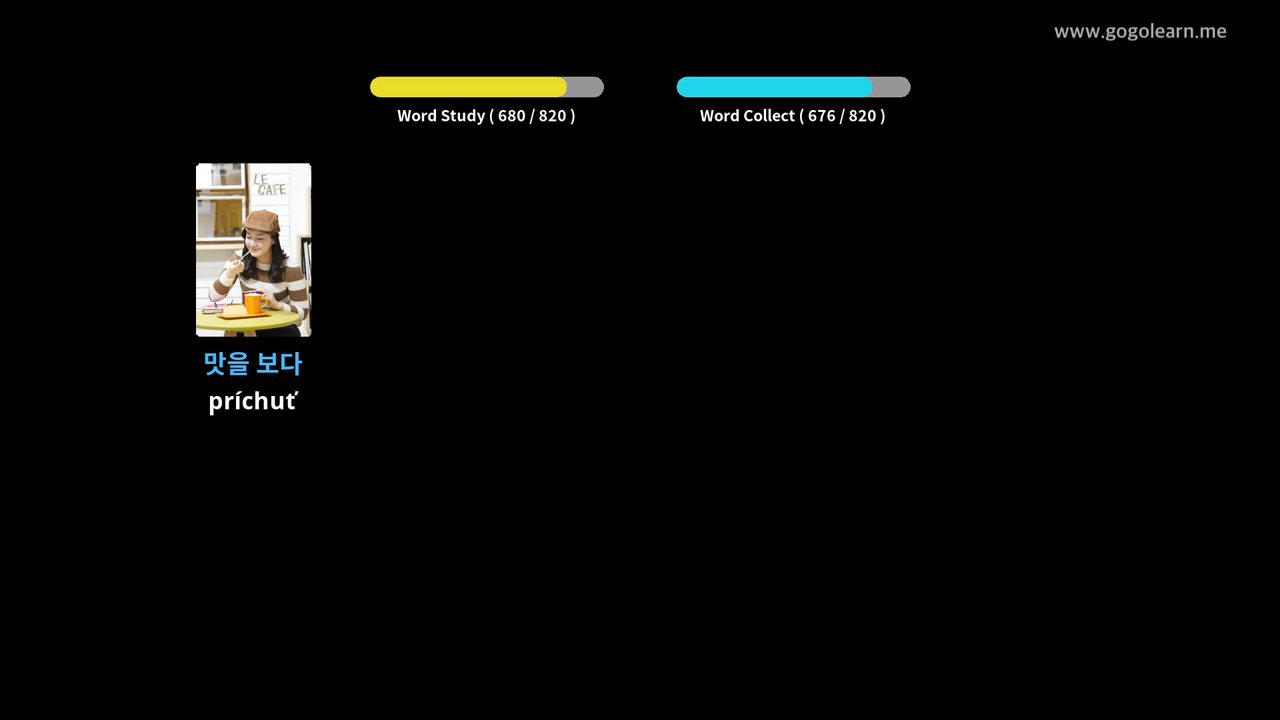 www.gogolearn.me
Word Study ( 680 / 820 )
Word Collect ( 676 / 820 )
LE
CAFE
맛을 보다
príchuť